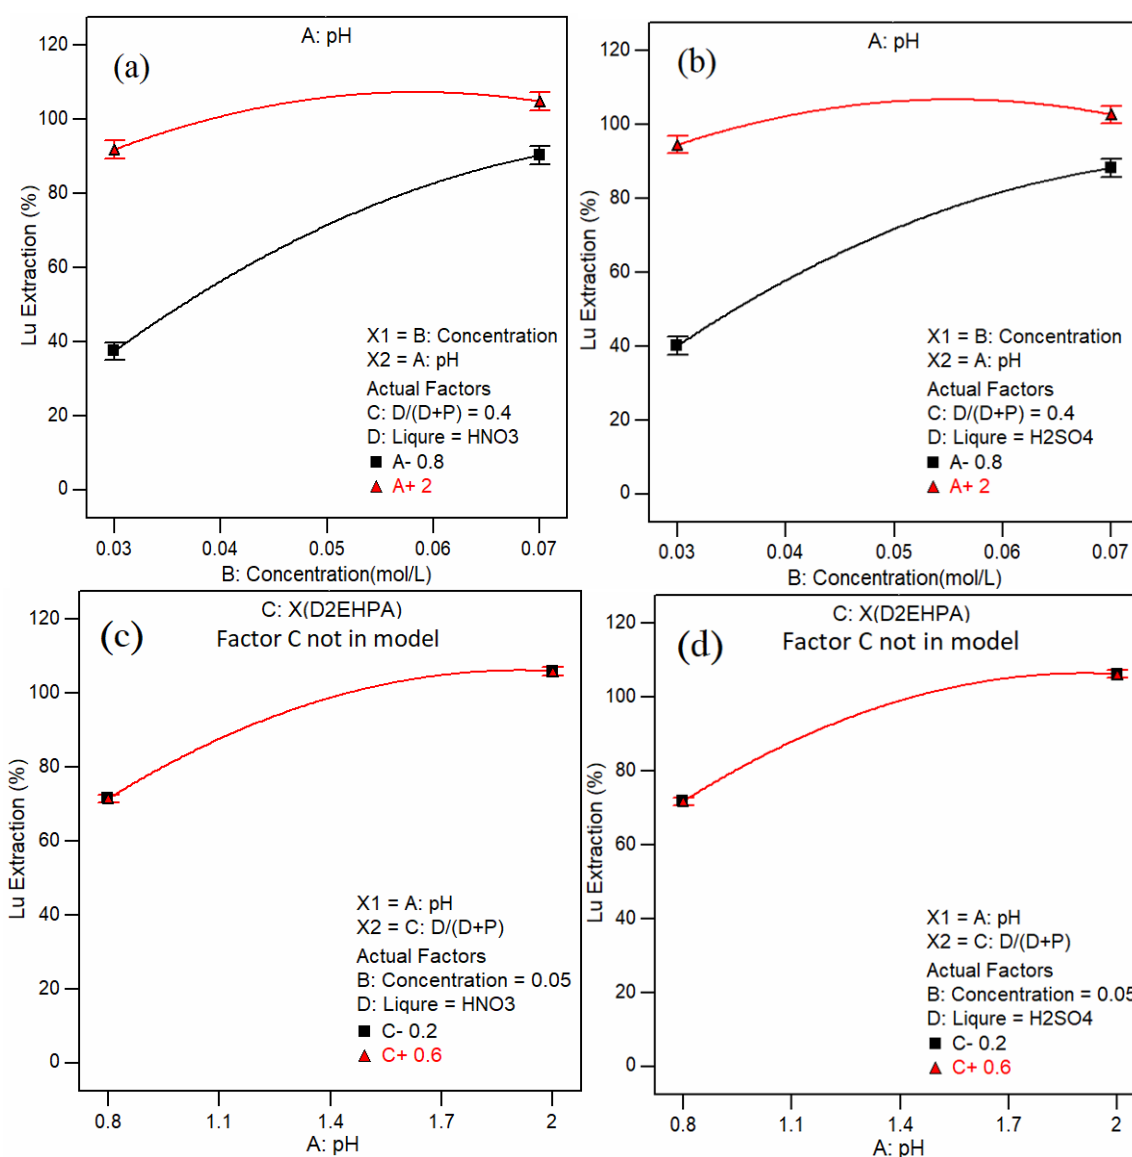 A: pH
(a)
120
100
80
60
40
20
0
Lu Extraction (%)
X1 = B: Concentration
X2 = A: pH
Actual Factors
C: D/(D+P) = 0.4
D: Liqure = HNO3
A- 0.8
A+ 2
0.03 0.04 0.05 0.06 0.07
B: Concentration(mol/L)
A: pH
(b)
120
100
80
60
40
20
0
Lu Extraction (%)
X1 = B: Concentration
X2 = A: pH
Actual Factors
C: D/(D+P) = 0.4
D: Liqure = H2SO4
A- 0.8
A+ 2
0.03 0.04 0.05 0.06 0.07
B: Concentration(mol/L)
C: X(D2EHPA)
Factor C not in model
(c)
120
100
80
60
40
20
0
Lu Extraction (%)
X1 = A: pH
X2 = C: D/(D+P)
Actual Factors
B: Concentration = 0.05
D: Liqure = HNO3
C- 0.2
C+ 0.6
0.8 1.1 1.4 1.7 2
A: pH
C: X(D2EHPA)
Factor C not in model
(d)
120
100
80
60
40
20
0
Lu Extraction (%)
X1 = A: pH
X2 = C: D/(D+P)
Actual Factors
B: Concentration = 0.05
D: Liqure = H2SO4
C- 0.2
C+ 0.6
0.8 1.1 1.4 1.7 2
A: pH